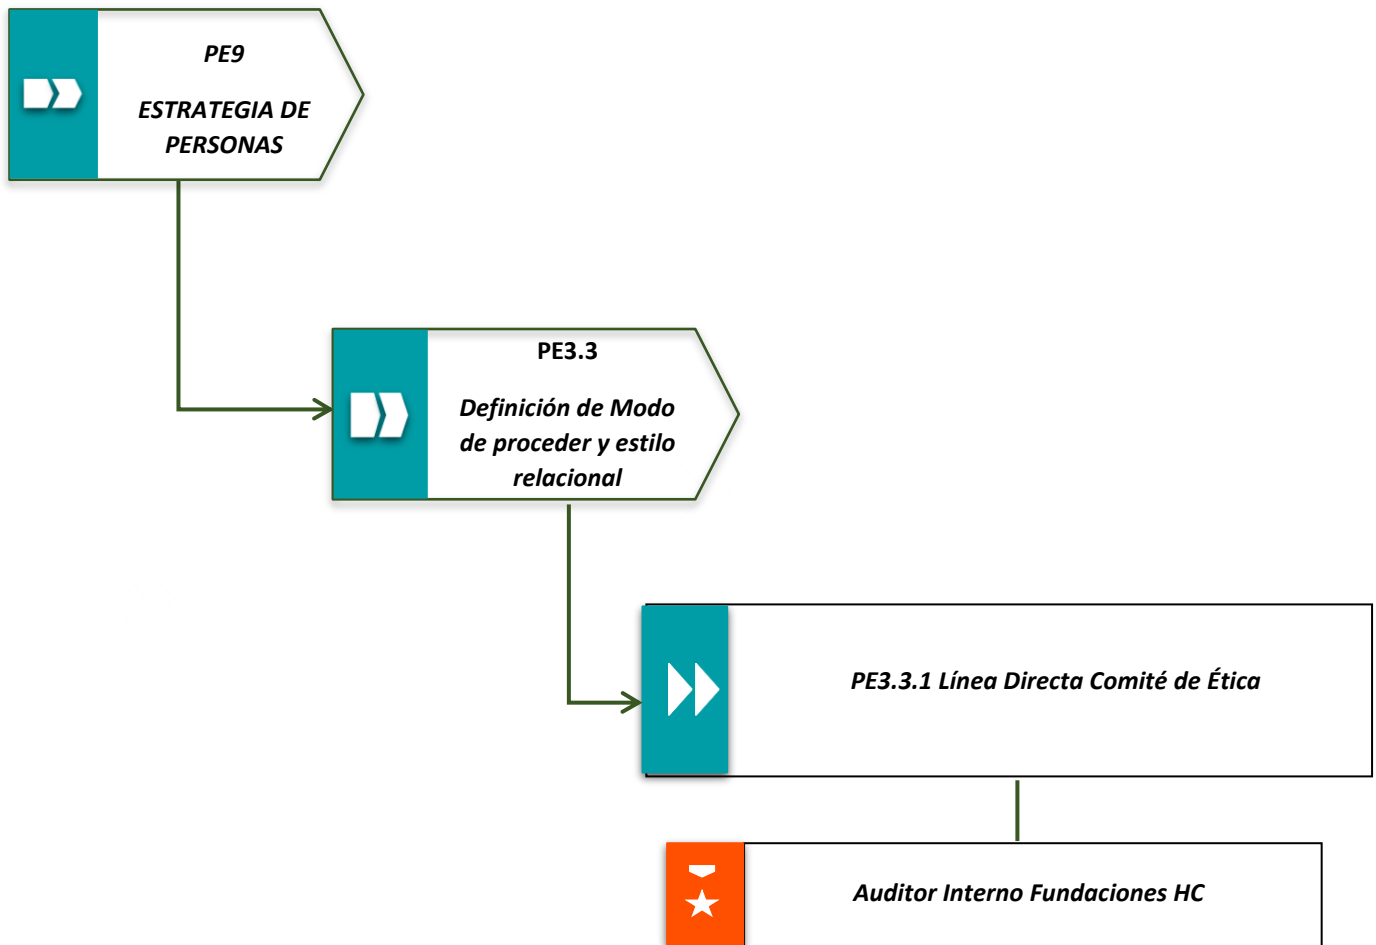 PE9
ESTRATEGIA DE
PERSONAS
PE3.3
Definición de Modo
de proceder y estilo
relacional
PE3.3.1 Línea Directa Comité de Ética
Auditor Interno Fundaciones HC